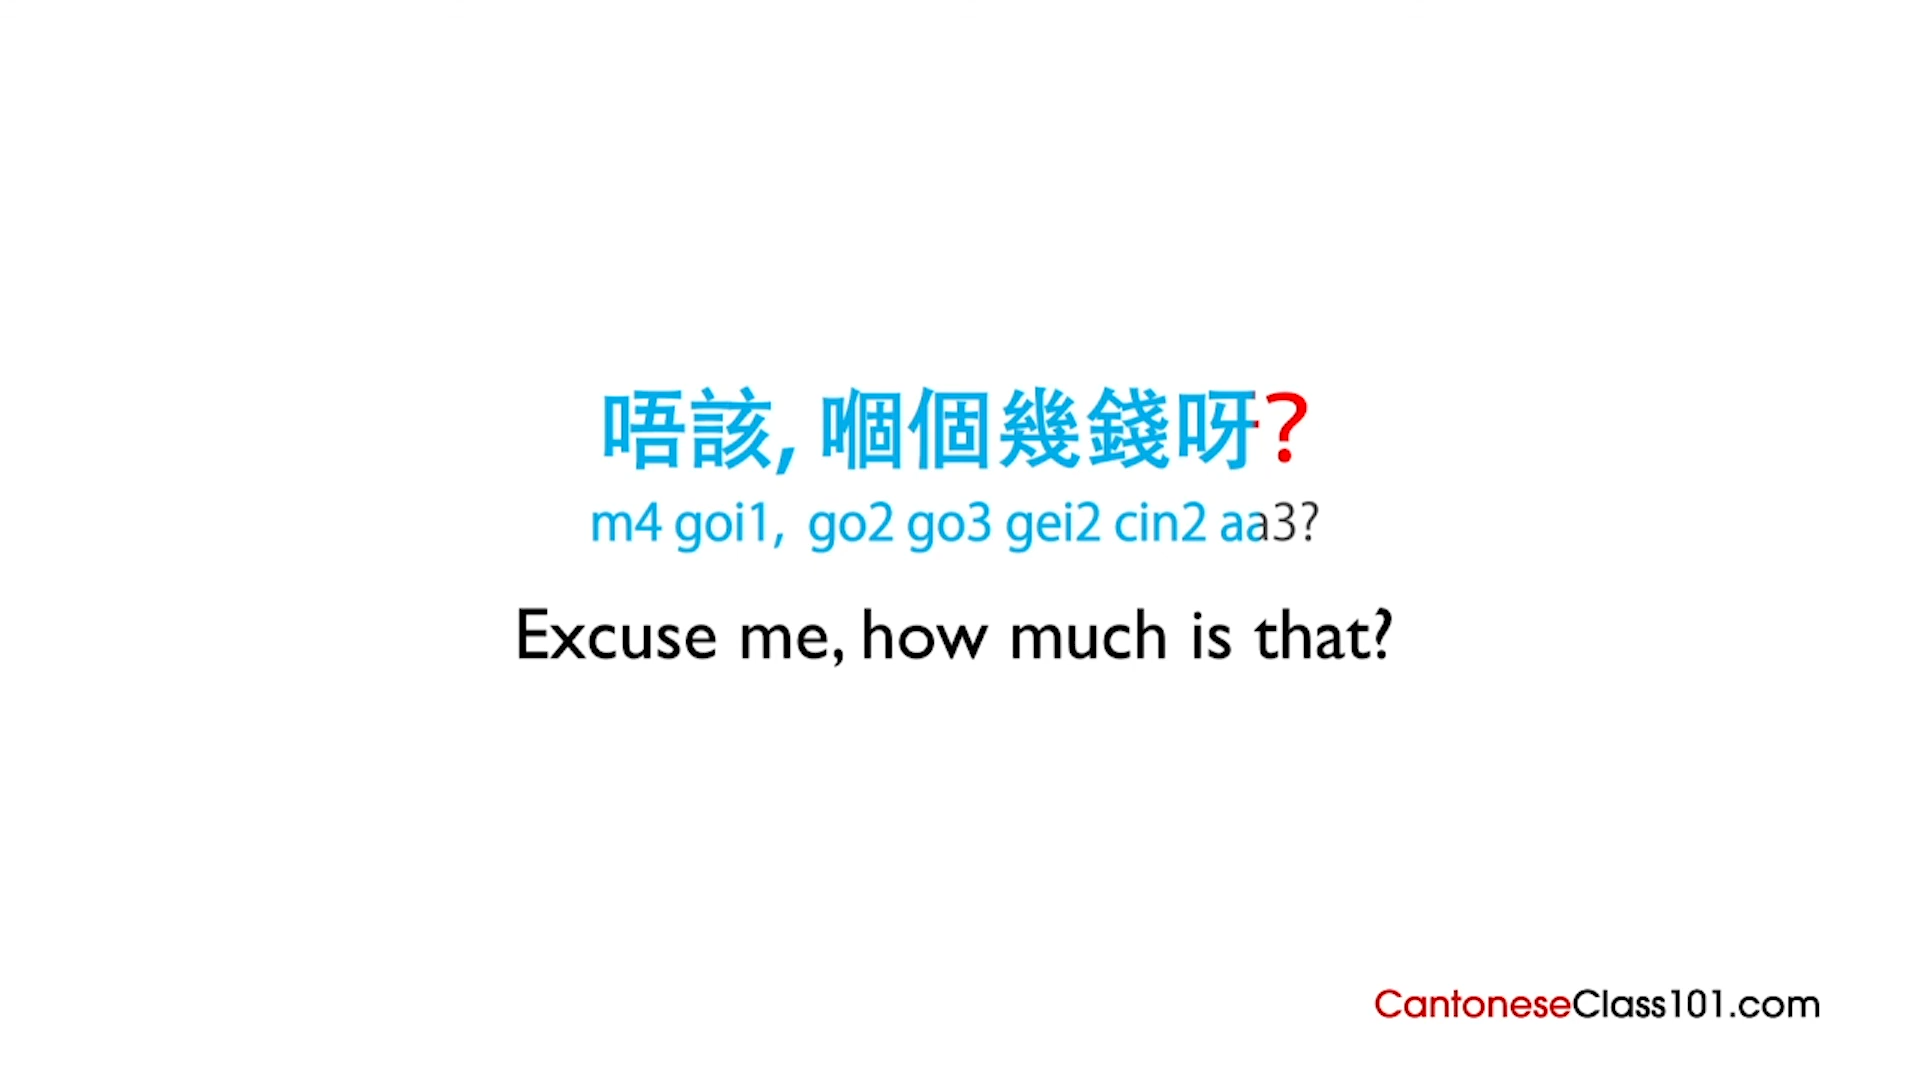 唔該, 嗰個幾錢呀?
m4 goi1, go2 go3 gei2 cin2 aa3?
Excuse me, how much is that?
CantoneseClass101.com